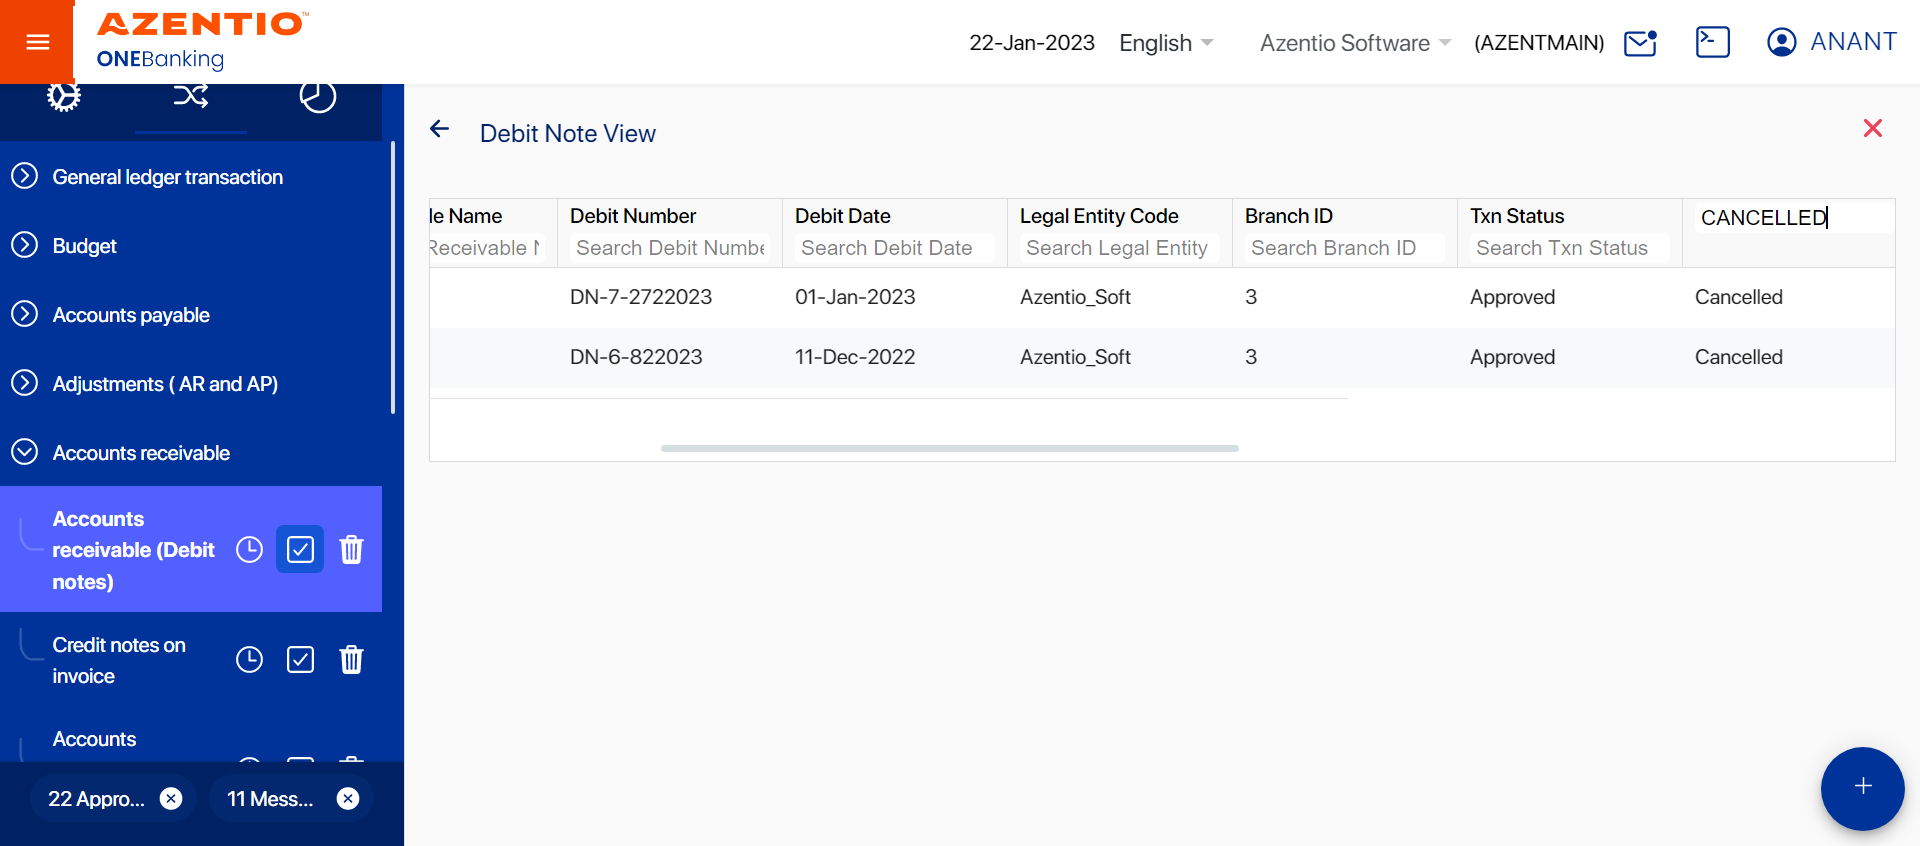 AZENTIO™
ONEBanking
22-Jan-2023
English
Azentio Software
(AZENTMAIN)
ANANT
General ledger transaction
Budget
Accounts payable
Adjustments ( AR and AP)
Accounts receivable
Accounts
receivable (Debit
notes)
Credit notes on
invoice
Accounts
22 Appro...
11 Mess...
Debit Note View
le Name
Debit Number
Debit Date
Legal Entity Code
Branch ID
Txn Status
CANCELLED
Receivable N
Search Debit Numbe
Search Debit Date
Search Legal Entity
Search Branch ID
Search Txn Status
DN-7-2722023
01-Jan-2023
Azentio_Soft
3
Approved
Cancelled
DN-6-822023
11-Dec-2022
Azentio_Soft
3
Approved
Cancelled